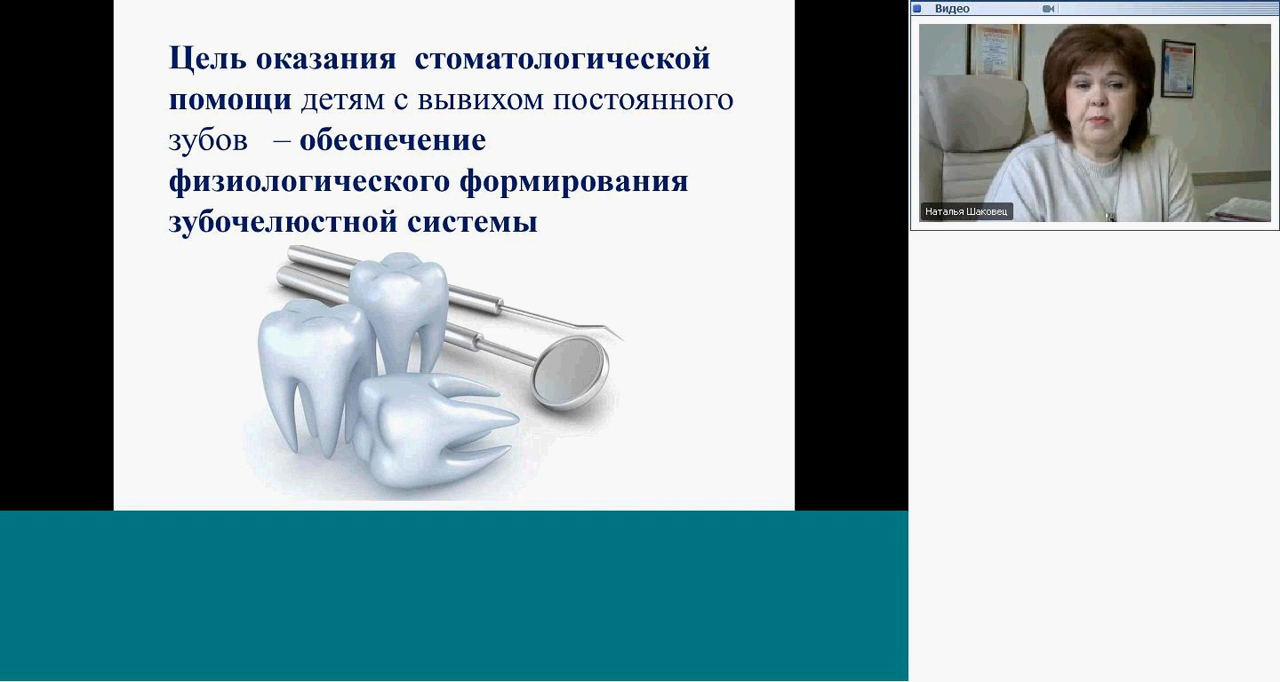 Цель оказания стоматологической
помощи детям с вывихом постоянного
зубов – обеспечение
физиологического формирования
зубочелюстной системы
Видео
Наталья Шаковец